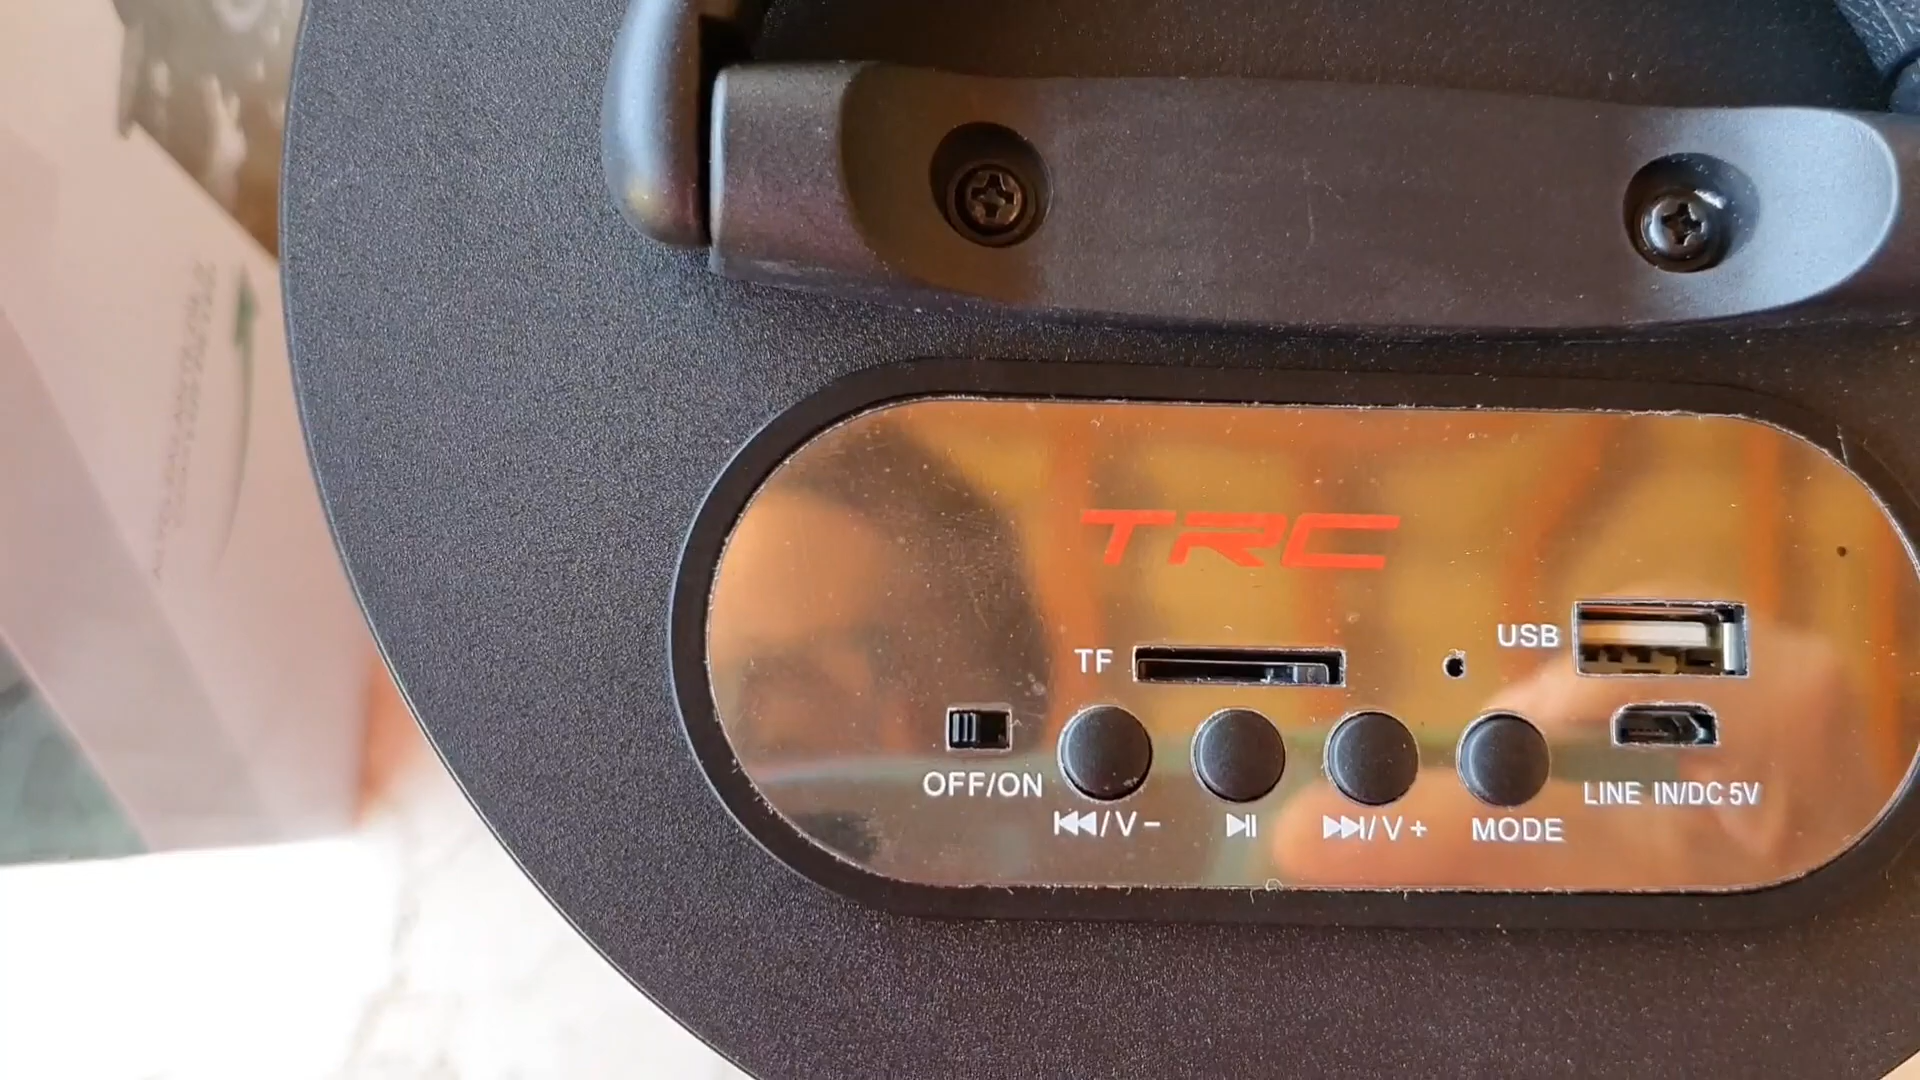 TRC
USB
TF
OFF/ON
LINE IN/DC 5V
⏮/V-
⏯
⏭/V+
MODE